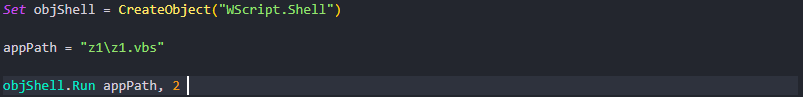 Set objShell = CreateObject("WScript.Shell")
appPath = "z1\z1.vbs"
objShell.Run appPath, 2